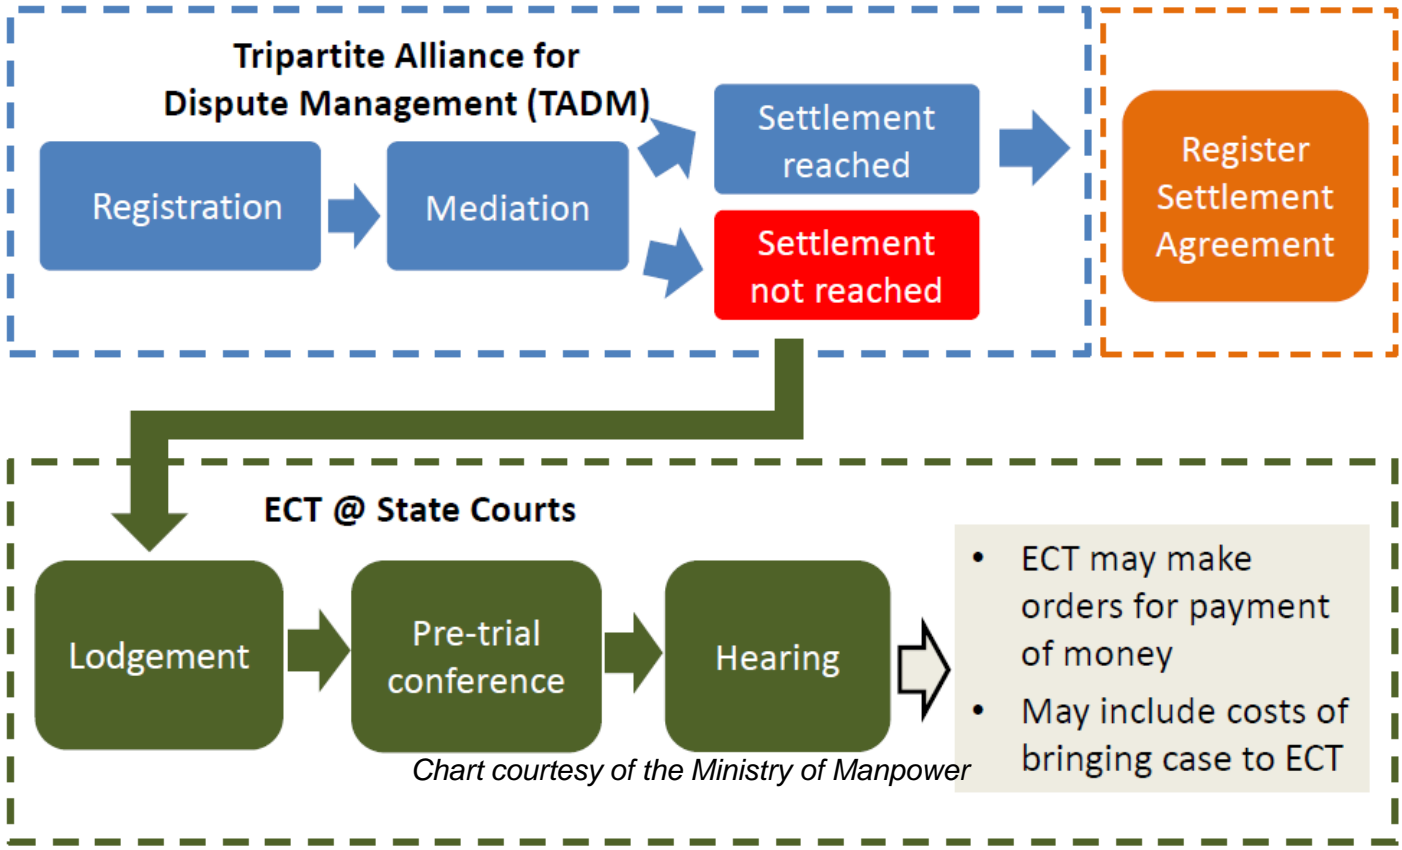 Tripartite Alliance for
Dispute Management (TADM)
Registration
Mediation
Settlement
reached
Settlement
not reached
Register
Settlement
Agreement
ECT @ State Courts
Lodgement
Pre-trial
conference
Hearing
• ECT may make
orders for payment
of money
• May include costs of
bringing case to ECT
Chart courtesy of the Ministry of Manpower